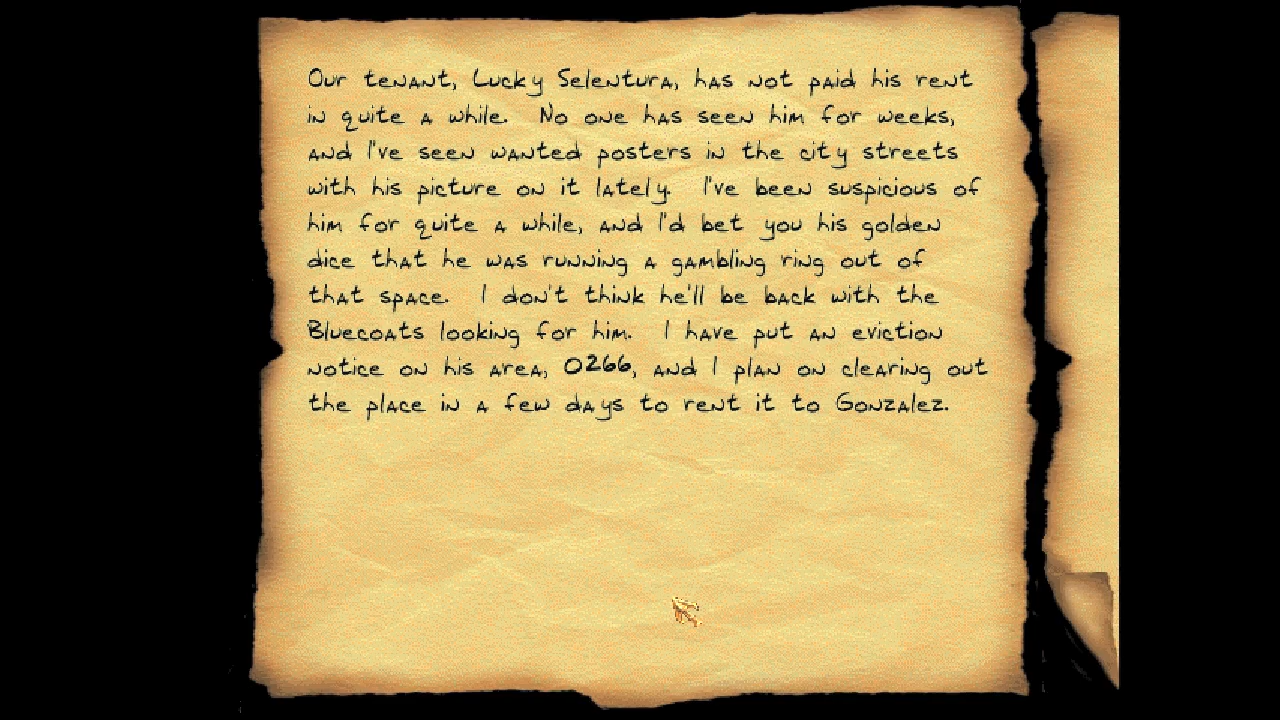 Our tenant, Lucky Selentura, has not paid his rent
in quite a while.  No one has seen him for weeks,
and I've seen wanted posters in the city streets
with his picture on it lately.  I've been suspicious of
him for quite a while, and I'd bet you his golden
dice that he was running a gambling ring out of
that space.  I don't think he'll be back with the
Bluecoats looking for him.  I have put an eviction
notice on his area, 0266, and I plan on clearing out
the place in a few days to rent it to Gonzalez.